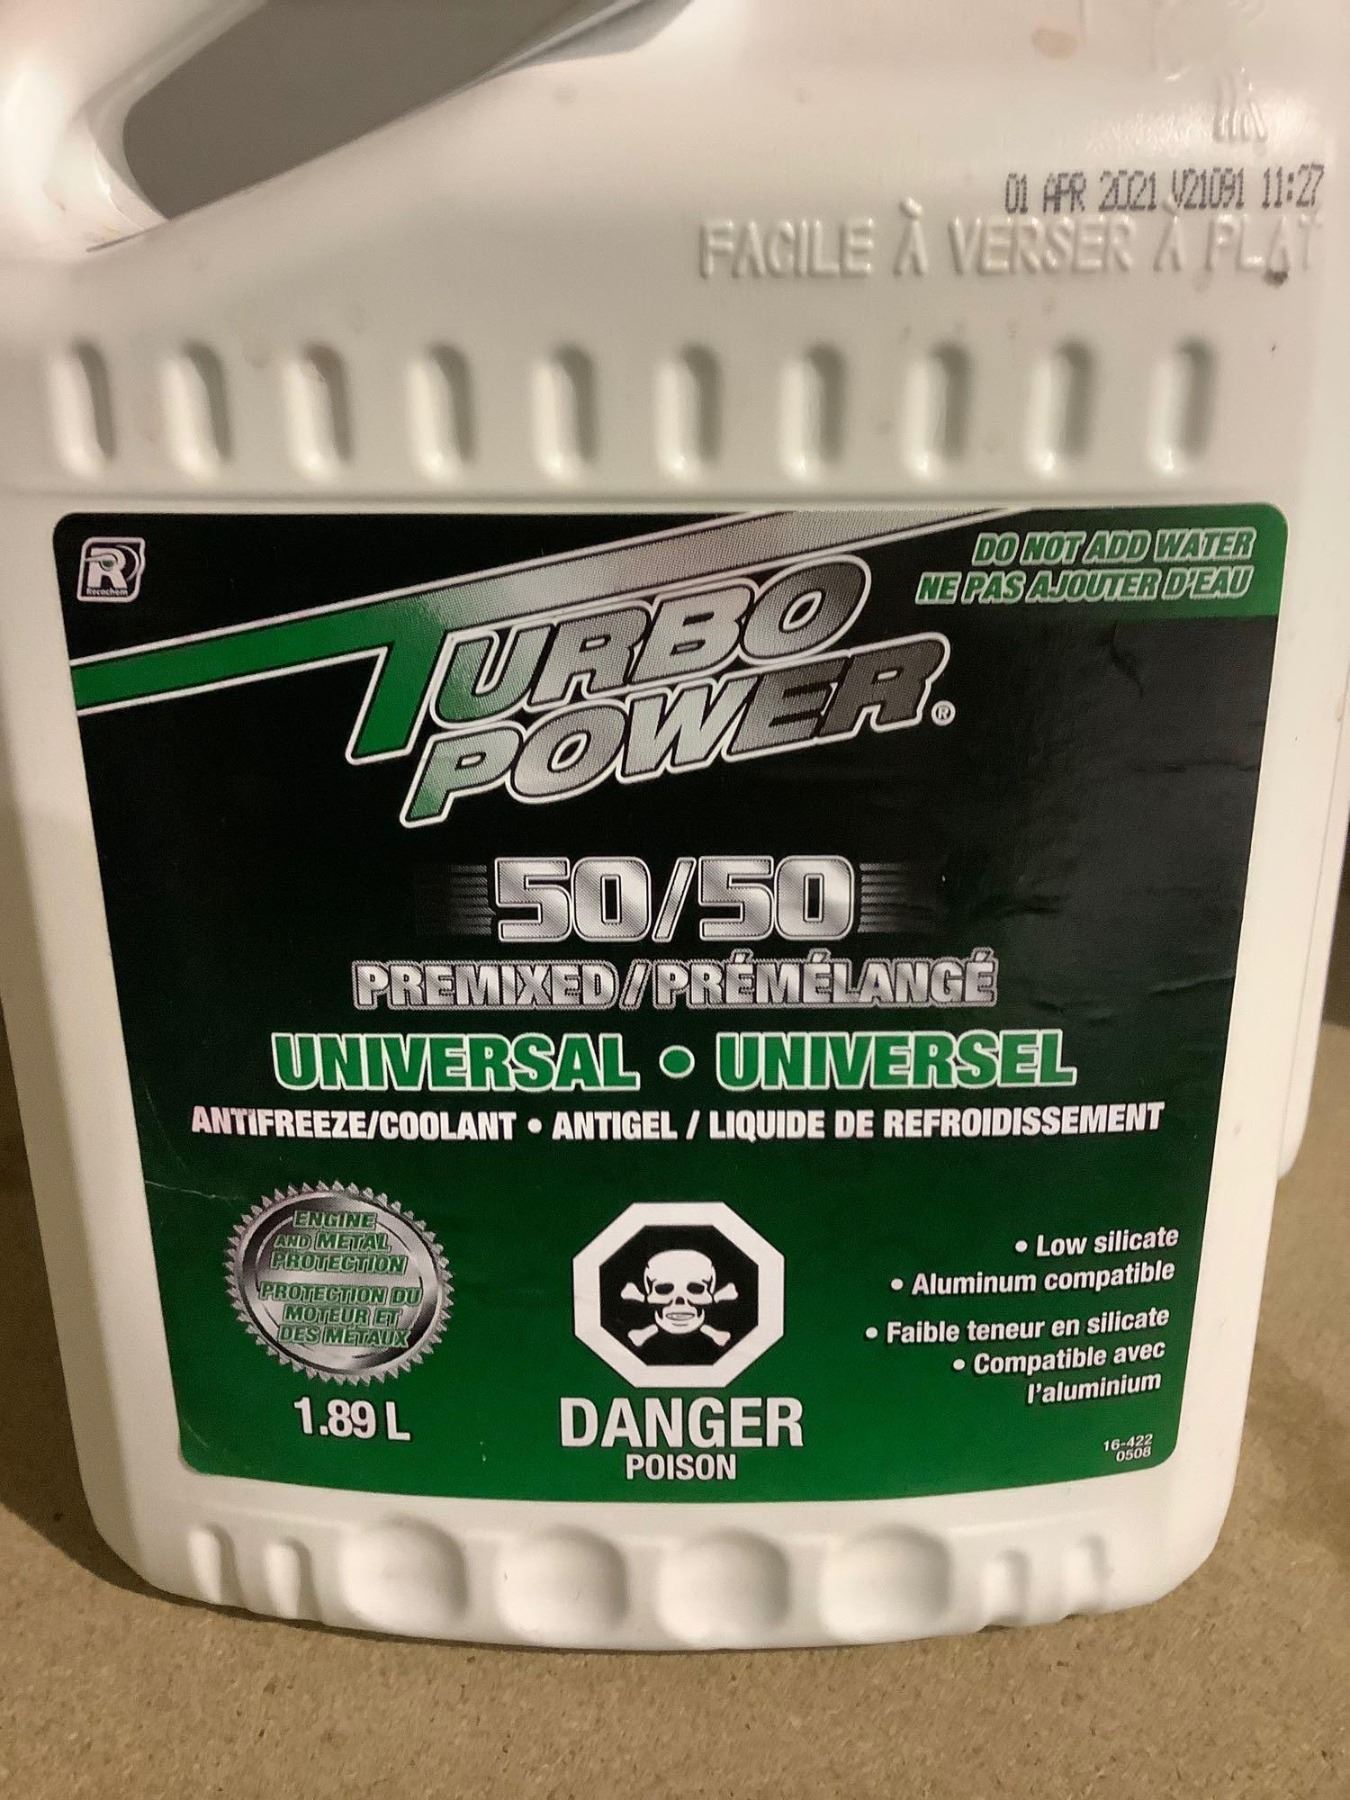 01 APR 2021 V21091 11:27
FACILE À VERSER À PLAT
R
Recochem
DO NOT ADD WATER
NE PAS AJOUTER D'EAU
TURBO
POWER®
50/50
PREMIXED/PRÉMÉLANGÉ
UNIVERSAL • UNIVERSEL
ANTIFREEZE/COOLANT • ANTIGEL / LIQUIDE DE REFROIDISSEMENT
ENGINE
AND METAL
PROTECTION
PROTECTION DU
MOTEUR ET
DES MÉTAUX
1.89 L
DANGER
POISON
• Low silicate
• Aluminum compatible
• Faible teneur en silicate
• Compatible avec
l'aluminium
16-422
0508